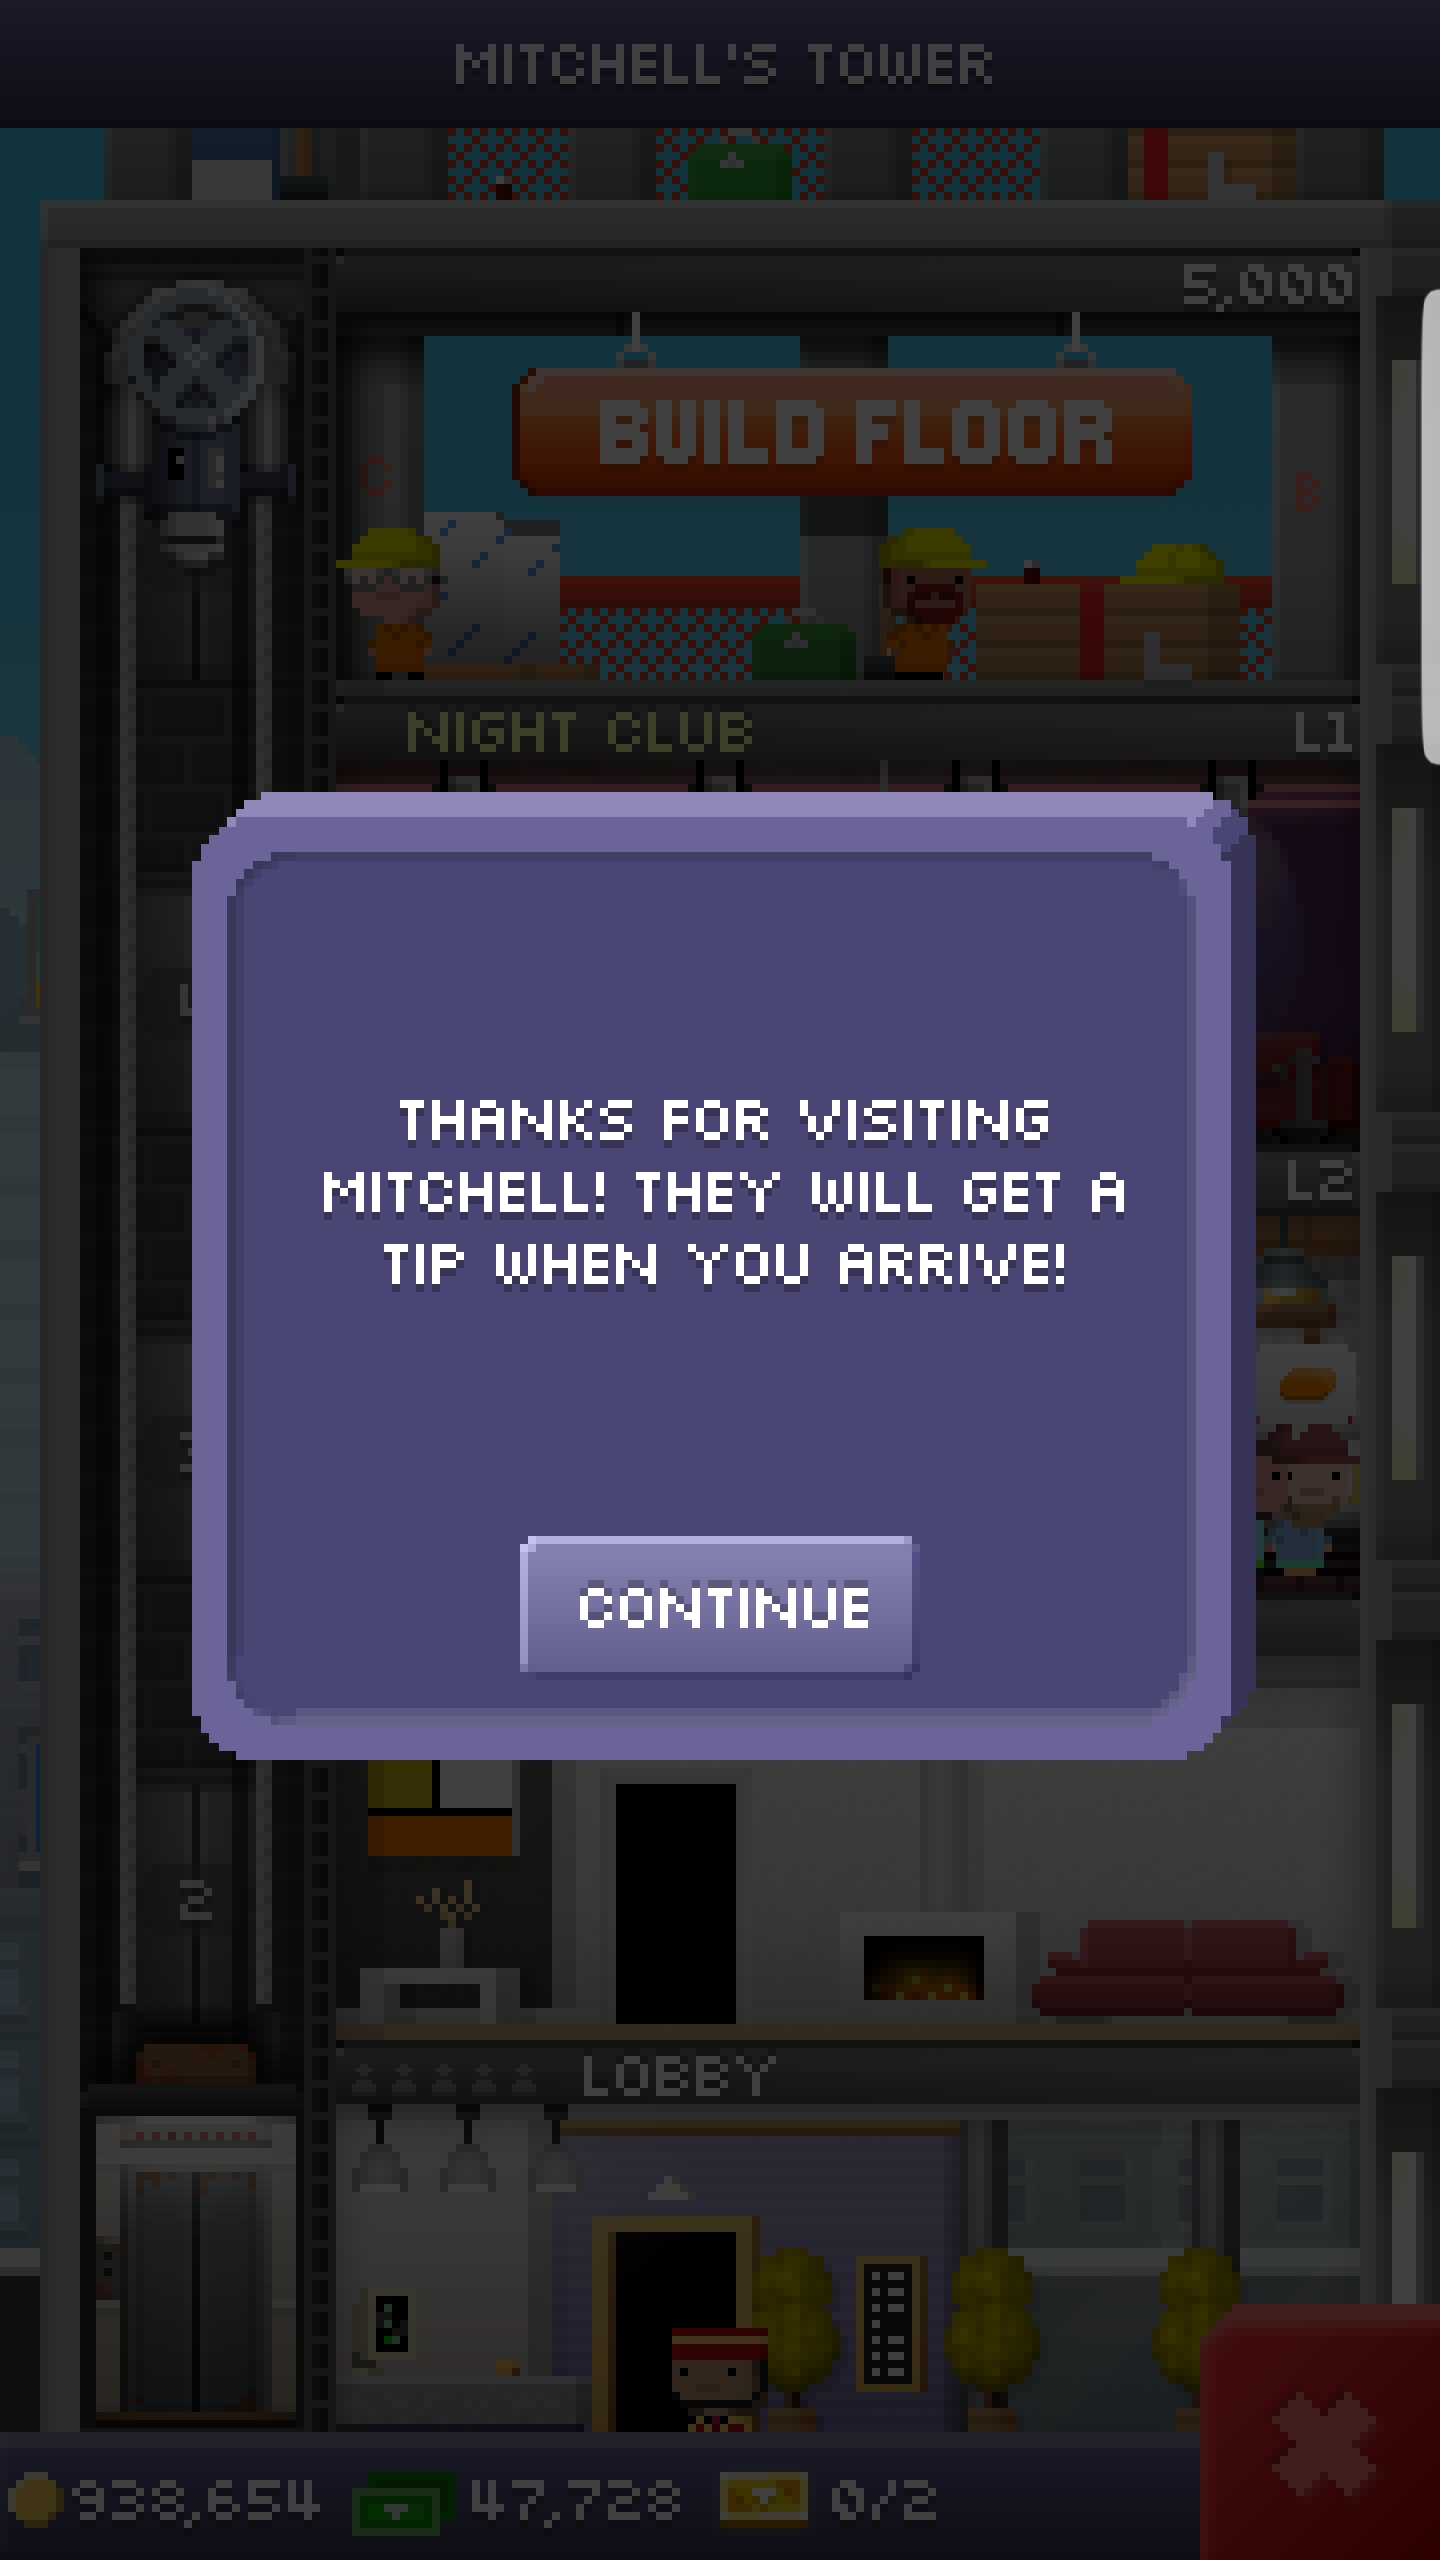 MITCHELL'S TOWER
5,000
BUILD FLOOR
C
B
NIGHT CLUB
L1
THANKS FOR VISITING
MITCHELL! THEY WILL GET A
TIP WHEN YOU ARRIVE!
L2
CONTINUE
2
LOBBY
938,654
47,728
0/2